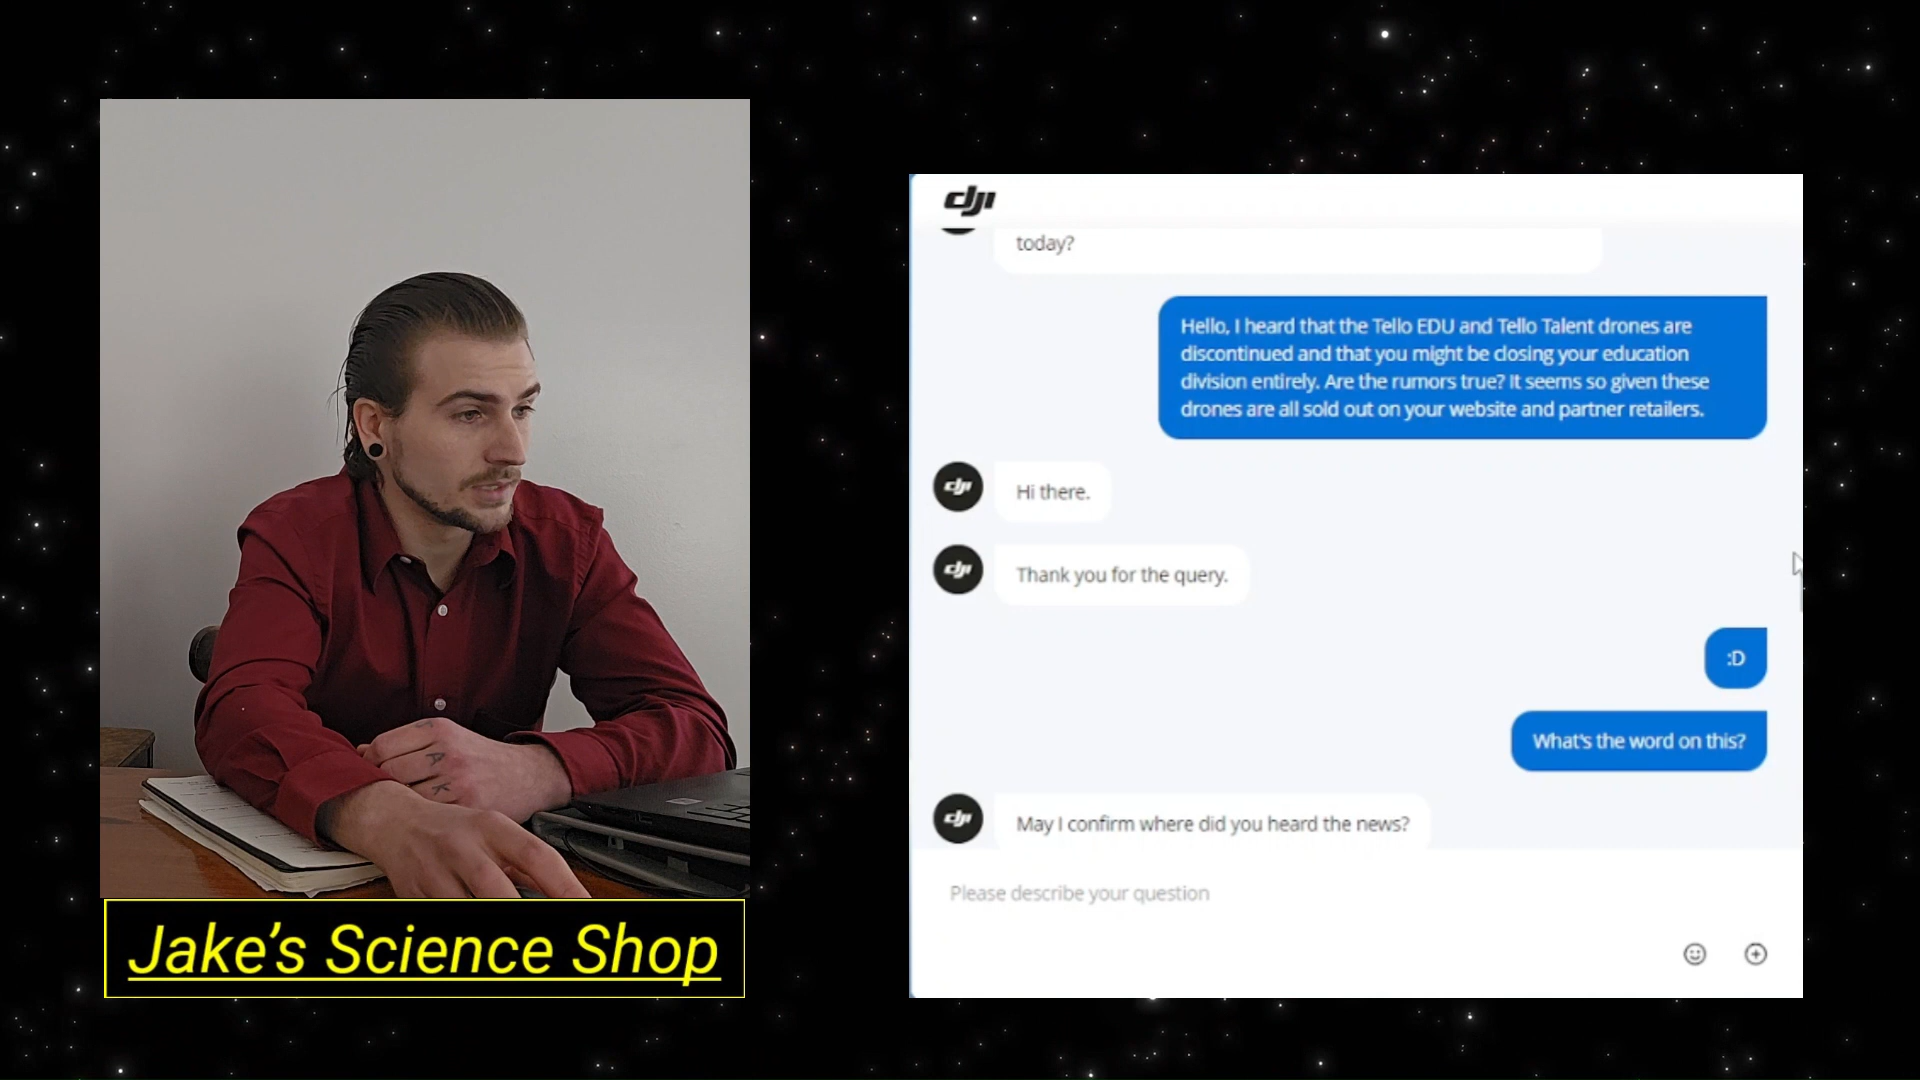 dji
today?
Hello, I heard that the Tello EDU and Tello Talent drones are
discontinued and that you might be closing your education
division entirely. Are the rumors true? It seems so given these
drones are all sold out on your website and partner retailers.
dji
Hi there.
dji
Thank you for the query.
:D
What's the word on this?
dji
May I confirm where did you heard the news?
Please describe your question
A
K
Jake's Science Shop